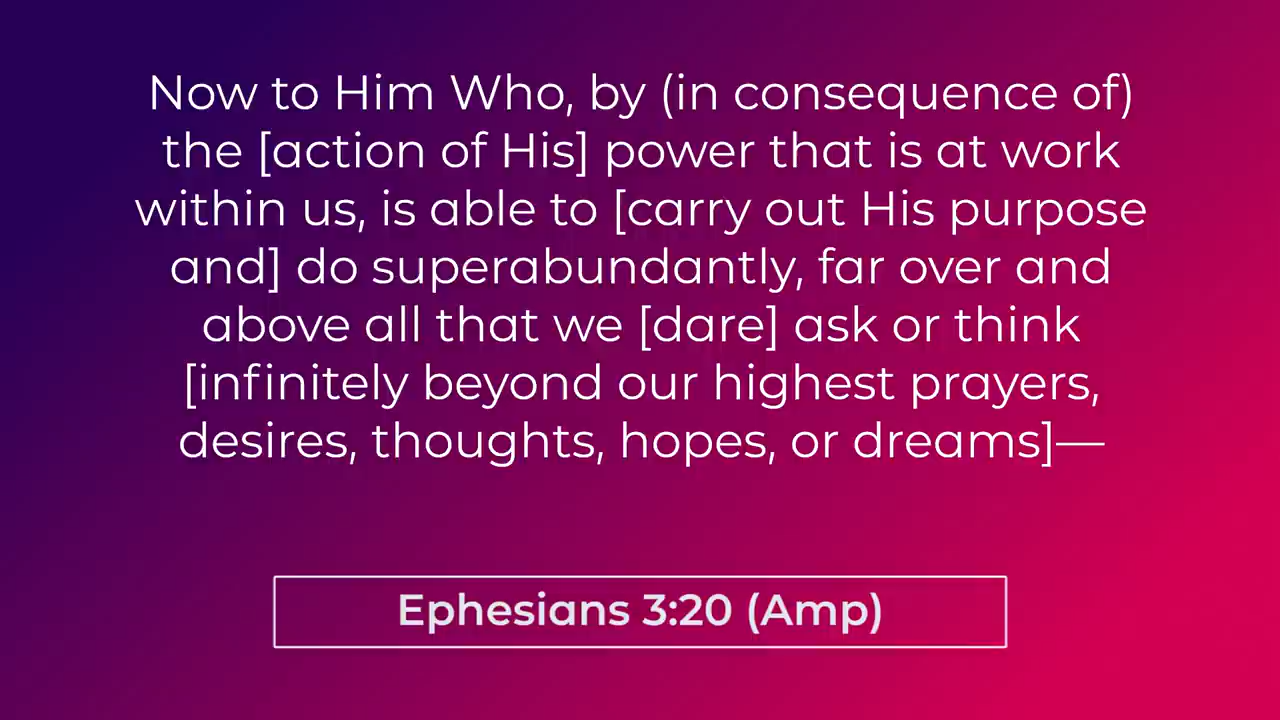 Now to Him Who, by (in consequence of)
the [action of His] power that is at work
within us, is able to [carry out His purpose
and] do superabundantly, far over and
above all that we [dare] ask or think
[infinitely beyond our highest prayers,
desires, thoughts, hopes, or dreams]—
Ephesians 3:20 (Amp)